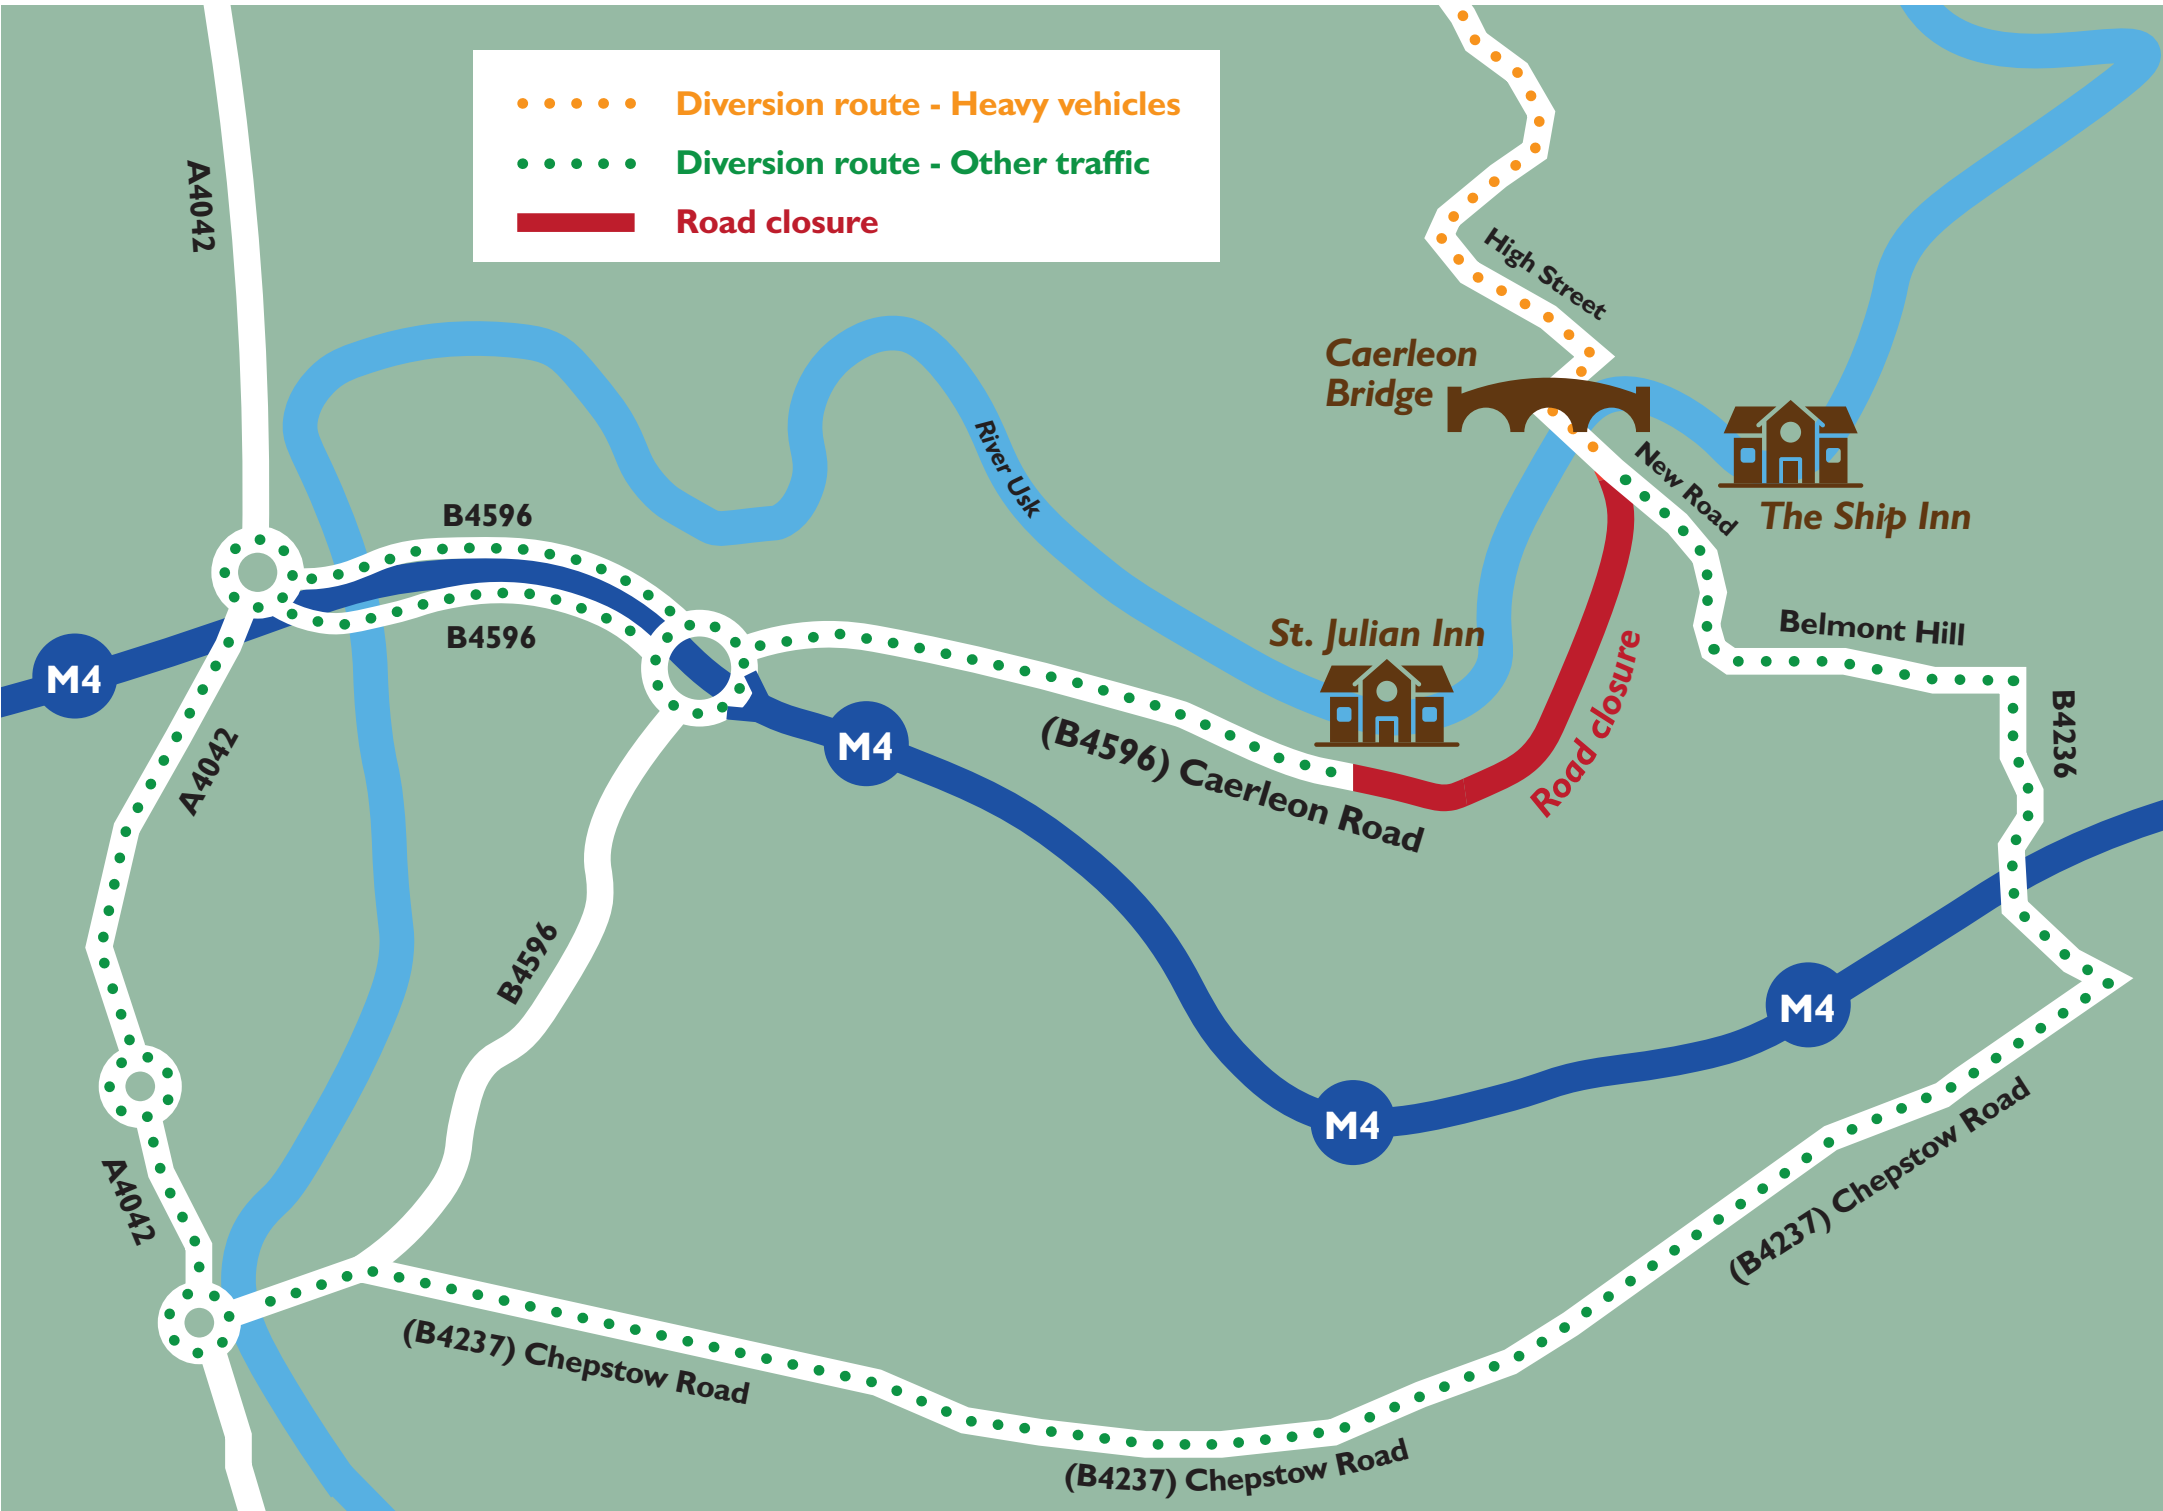 Diversion route - Heavy vehicles
Diversion route - Other traffic
Road closure
A4042
High Street
Caerleon
Bridge
New Road
The Ship Inn
River Usk
B4596
B4596
M4
St. Julian Inn
Belmont Hill
B4236
M4
A4042
(B4596) Caerleon Road
Road closure
B4596
M4
M4
A4042
(B4237) Chepstow Road
(B4237) Chepstow Road
(B4237) Chepstow Road